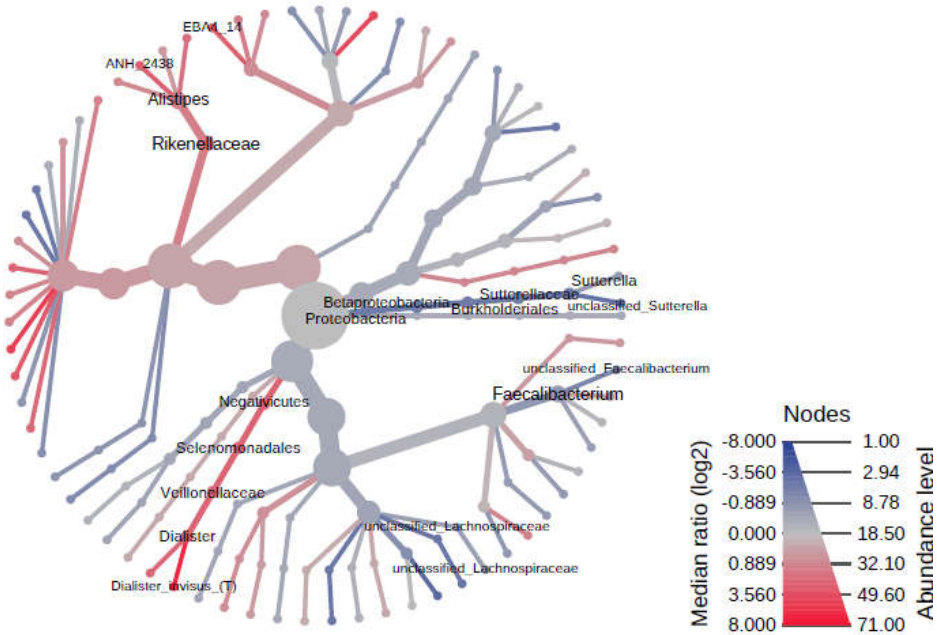 EBA4_14
ANH_2438
Alistipes
Rikenellaceae
Sutterella
Betaproteobacteria
Sutterellaceae
Proteobacteria
Burkholderiales
unclassified_Sutterella
unclassified_Faecalibacterium
Negativicutes
Faecalibacterium
Selenomonadales
Veillonellaceae
unclassified_Lachnospiraceae
Dialister
unclassified_Lachnospiraceae
Dialister_invisus_(T)
Nodes
Median ratio (log2)
Abundance level
-8.000 1.00
-3.560 2.94
-0.889 8.78
0.000 18.50
0.889 32.10
3.560 49.60
8.000 71.00